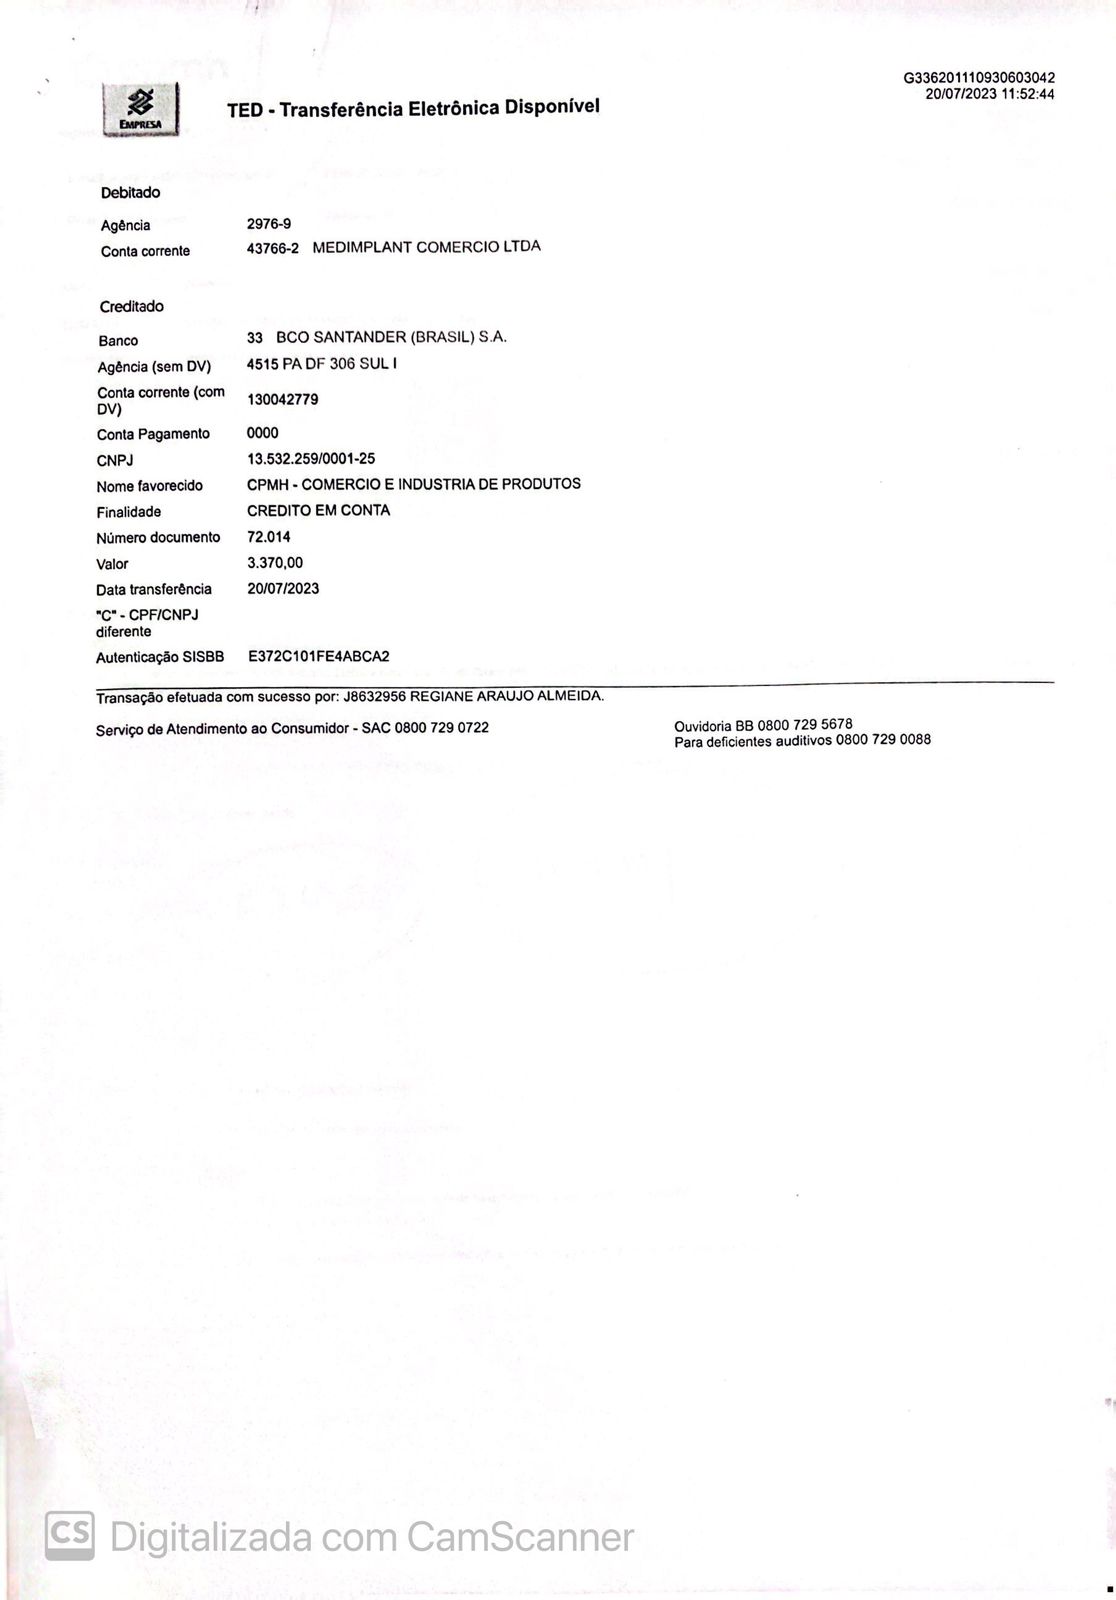 G336201110930603042
20/07/2023 11:52:44
EMPRESA
TED - Transferência Eletrônica Disponível
Debitado
Agência 2976-9
Conta corrente 43766-2 MEDIMPLANT COMERCIO LTDA
Creditado
Banco 33 BCO SANTANDER (BRASIL) S.A.
Agência (sem DV) 4515 PA DF 306 SUL I
Conta corrente (com
DV) 130042779
Conta Pagamento 0000
CNPJ 13.532.259/0001-25
Nome favorecido CPMH - COMERCIO E INDUSTRIA DE PRODUTOS
Finalidade CREDITO EM CONTA
Número documento 72.014
Valor 3.370,00
Data transferência 20/07/2023
"C" - CPF/CNPJ
diferente
Autenticação SISBB E372C101FE4ABCA2
Transação efetuada com sucesso por: J8632956 REGIANE ARAUJO ALMEIDA.
Serviço de Atendimento ao Consumidor - SAC 0800 729 0722
Ouvidoria BB 0800 729 5678
Para deficientes auditivos 0800 729 0088
CS Digitalizada com CamScanner